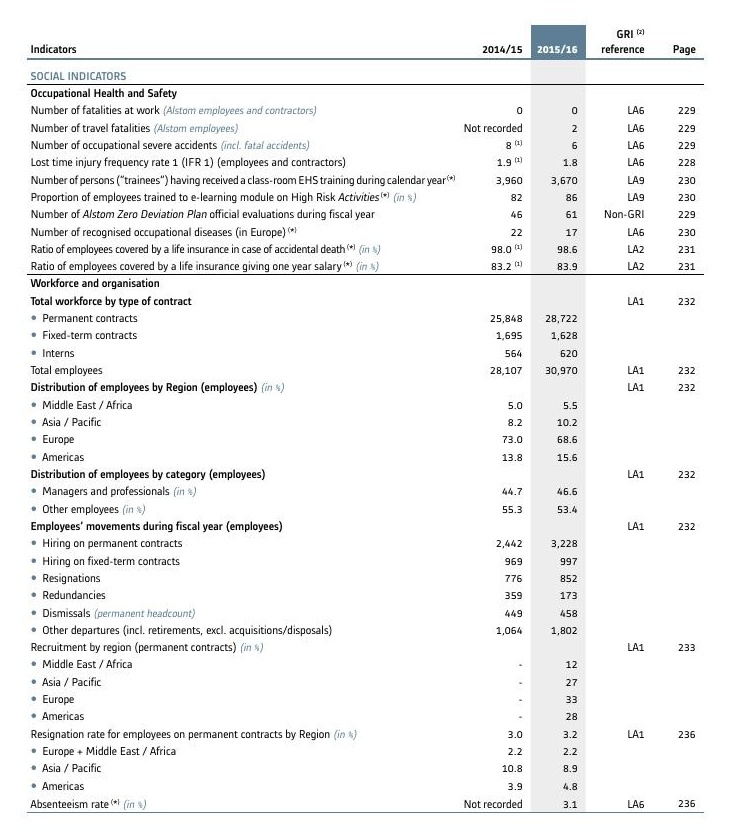 GRI (2)
Indicators 2014/15 2015/16 reference Page
SOCIAL INDICATORS
Occupational Health and Safety
Number of fatalities at work (Alstom employees and contractors) 0 0 LA6 229
Number of travel fatalities (Alstom employees) Not recorded 2 LA6 229
Number of occupational severe accidents (incl. fatal accidents) 8 (1) 6 LA6 229
Lost time injury frequency rate 1 (IFR 1) (employees and contractors) 1.9 (1) 1.8 LA6 228
Number of persons (“trainees”) having received a class-room EHS training during calendar year (*) 3,960 3,670 LA9 230
Proportion of employees trained to e-learning module on High Risk Activities (*) (in %) 82 86 LA9 230
Number of Alstom Zero Deviation Plan official evaluations during fiscal year 46 61 Non-GRI 229
Number of recognised occupational diseases (in Europe) (*) 22 17 LA6 230
Ratio of employees covered by a life insurance in case of accidental death (*) (in %) 98.0 (1) 98.6 LA2 231
Ratio of employees covered by a life insurance giving one year salary (*) (in %) 83.2 (1) 83.9 LA2 231
Workforce and organisation
Total workforce by type of contract LA1 232
• Permanent contracts 25,848 28,722
• Fixed-term contracts 1,695 1,628
• Interns 564 620
Total employees 28,107 30,970 LA1 232
Distribution of employees by Region (employees) (in %) LA1 232
• Middle East / Africa 5.0 5.5
• Asia / Pacific 8.2 10.2
• Europe 73.0 68.6
• Americas 13.8 15.6
Distribution of employees by category (employees) LA1 232
• Managers and professionals (in %) 44.7 46.6
• Other employees (in %) 55.3 53.4
Employees’ movements during fiscal year (employees) LA1 232
• Hiring on permanent contracts 2,442 3,228
• Hiring on fixed-term contracts 969 997
• Resignations 776 852
• Redundancies 359 173
• Dismissals (permanent headcount) 449 458
• Other departures (incl. retirements, excl. acquisitions/disposals) 1,064 1,802
Recruitment by region (permanent contracts) (in %) LA1 233
• Middle East / Africa - 12
• Asia / Pacific - 27
• Europe - 33
• Americas - 28
Resignation rate for employees on permanent contracts by Region (in %) 3.0 3.2 LA1 236
• Europe + Middle East / Africa 2.2 2.2
• Asia / Pacific 10.8 8.9
• Americas 3.9 4.8
Absenteeism rate (*) (in %) Not recorded 3.1 LA6 236